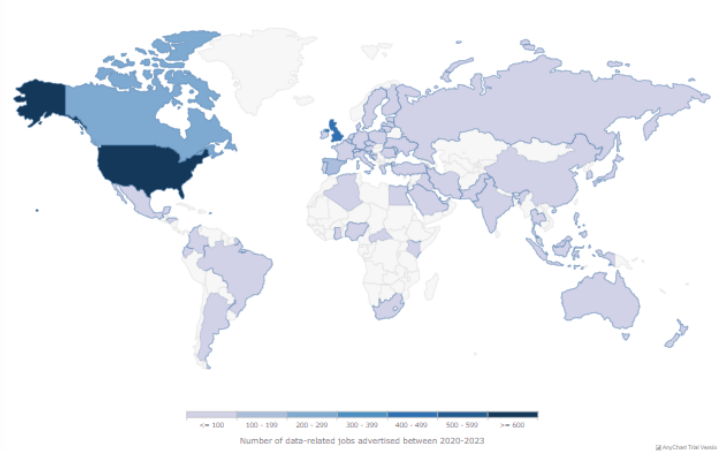 <= 100 100 - 199 200 - 299 300 - 399 400 - 499 500 - 599 >= 600
Number of data-related jobs advertised between 2020-2023
AnyChart Trial Version